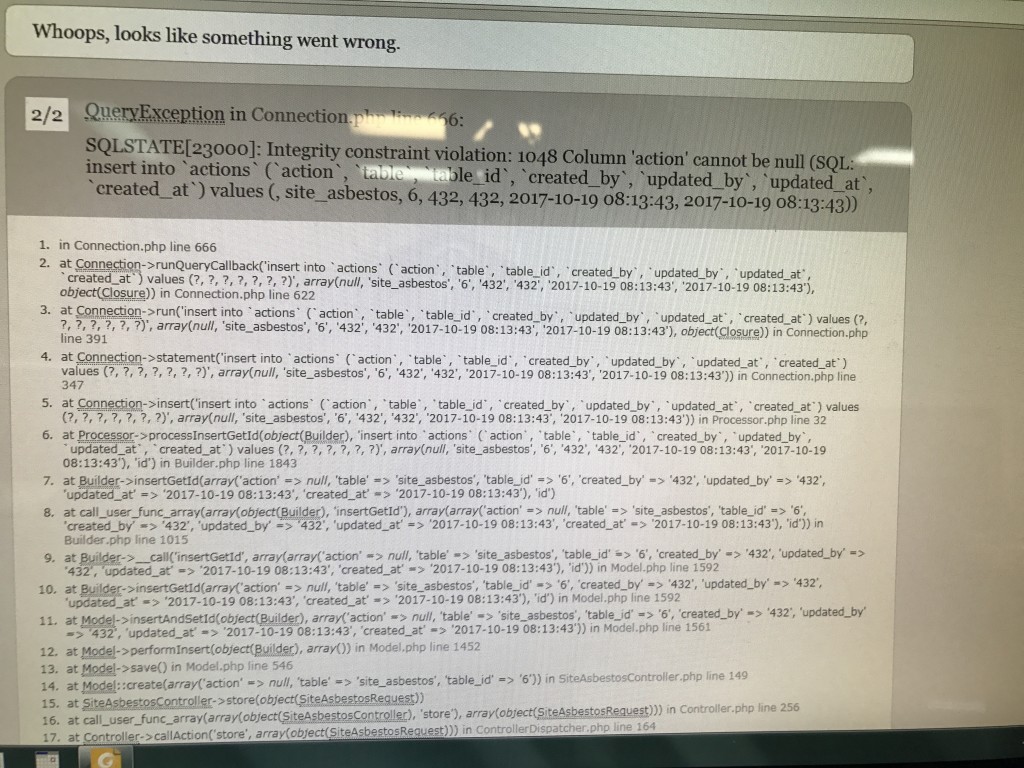 Whoops, looks like something went wrong.
2/2
QueryException in Connection.php line 666:
SQLSTATE[23000]: Integrity constraint violation: 1048 Column 'action' cannot be null (SQL:
insert into `actions` (`action`, `table`, `table_id`, `created_by`, `updated_by`, `updated_at`,
`created_at`) values (, site_asbestos, 6, 432, 432, 2017-10-19 08:13:43, 2017-10-19 08:13:43))
1. in Connection.php line 666
2. at Connection->runQueryCallback('insert into `actions` (`action`, `table`, `table_id`, `created_by`, `updated_by`, `updated_at`,
`created_at`) values (?, ?, ?, ?, ?, ?, ?)', array(null, 'site_asbestos', '6', '432', '432', '2017-10-19 08:13:43', '2017-10-19 08:13:43'),
object(Closure)) in Connection.php line 622
3. at Connection->run('insert into `actions` (`action`, `table`, `table_id`, `created_by`, `updated_by`, `updated_at`, `created_at`) values (?,
?, ?, ?, ?, ?, ?)', array(null, 'site_asbestos', '6', '432', '432', '2017-10-19 08:13:43', '2017-10-19 08:13:43'), object(Closure)) in Connection.php
line 391
4. at Connection->statement('insert into `actions` (`action`, `table`, `table_id`, `created_by`, `updated_by`, `updated_at`, `created_at`)
values (?, ?, ?, ?, ?, ?, ?)', array(null, 'site_asbestos', '6', '432', '432', '2017-10-19 08:13:43', '2017-10-19 08:13:43')) in Connection.php line
347
5. at Connection->insert('insert into `actions` (`action`, `table`, `table_id`, `created_by`, `updated_by`, `updated_at`, `created_at`) values
(?, ?, ?, ?, ?, ?, ?)', array(null, 'site_asbestos', '6', '432', '432', '2017-10-19 08:13:43', '2017-10-19 08:13:43')) in Processor.php line 32
6. at Processor->processInsertGetId(object(Builder), 'insert into `actions` (`action`, `table`, `table_id`, `created_by`, `updated_by`,
`updated_at`, `created_at`) values (?, ?, ?, ?, ?, ?, ?)', array(null, 'site_asbestos', '6', '432', '432', '2017-10-19 08:13:43', '2017-10-19
08:13:43'), 'id') in Builder.php line 1843
7. at Builder->insertGetId(array('action' => null, 'table' => 'site_asbestos', 'table_id' => '6', 'created_by' => '432', 'updated_by' => '432',
'updated_at' => '2017-10-19 08:13:43', 'created_at' => '2017-10-19 08:13:43'), 'id')
8. at call_user_func_array(array(object(Builder), 'insertGetId'), array(array('action' => null, 'table' => 'site_asbestos', 'table_id' => '6',
'created_by' => '432', 'updated_by' => '432', 'updated_at' => '2017-10-19 08:13:43', 'created_at' => '2017-10-19 08:13:43'), 'id')) in
Builder.php line 1015
9. at Builder->__call('insertGetId', array(array('action' => null, 'table' => 'site_asbestos', 'table_id' => '6', 'created_by' => '432', 'updated_by' =>
'432', 'updated_at' => '2017-10-19 08:13:43', 'created_at' => '2017-10-19 08:13:43'), 'id')) in Model.php line 1592
10. at Builder->insertGetId(array('action' => null, 'table' => 'site_asbestos', 'table_id' => '6', 'created_by' => '432', 'updated_by' => '432',
'updated_at' => '2017-10-19 08:13:43', 'created_at' => '2017-10-19 08:13:43'), 'id') in Model.php line 1592
11. at Model->insertAndSetId(object(Builder), array('action' => null, 'table' => 'site_asbestos', 'table_id' => '6', 'created_by' => '432', 'updated_by'
=> '432', 'updated_at' => '2017-10-19 08:13:43', 'created_at' => '2017-10-19 08:13:43')) in Model.php line 1561
12. at Model->performInsert(object(Builder), array()) in Model.php line 1452
13. at Model->save() in Model.php line 546
14. at Model::create(array('action' => null, 'table' => 'site_asbestos', 'table_id' => '6')) in SiteAsbestosController.php line 149
15. at SiteAsbestosController->store(object(SiteAsbestosRequest))
16. at call_user_func_array(array(object(SiteAsbestosController), 'store'), array(object(SiteAsbestosRequest))) in Controller.php line 256
17. at Controller->callAction('store', array(object(SiteAsbestosRequest))) in ControllerDispatcher.php line 164